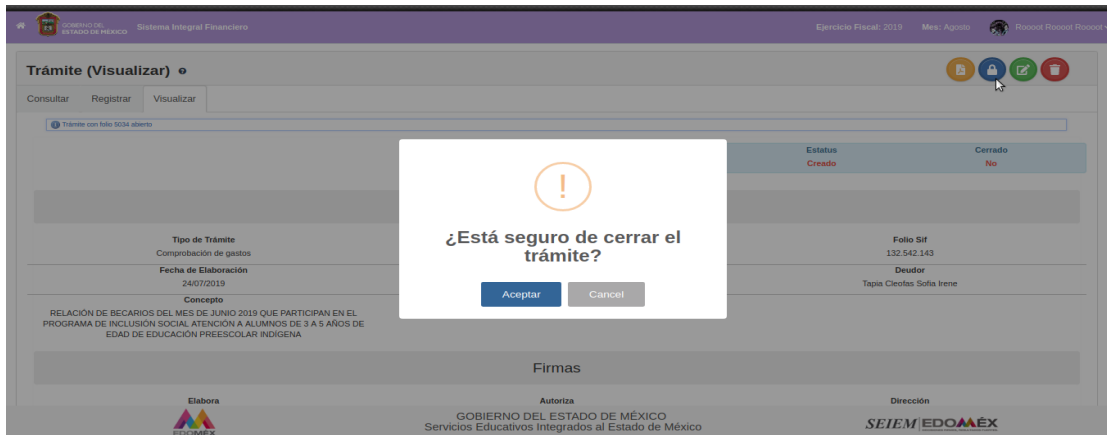 GOBIERNO DEL
ESTADO DE MÉXICO
Sistema Integral Financiero
Ejercicio Fiscal: 2019
Mes: Agosto
Roooot Roooot Roooot
Trámite (Visualizar)
Consultar
Registrar
Visualizar
Trámite con folio 5034 abierto
Estatus
Cerrado
Creado
No
¿Está seguro de cerrar el
trámite?
Aceptar
Cancel
Tipo de Trámite
Comprobación de gastos
Folio Sif
132.542.143
Fecha de Elaboración
24/07/2019
Deudor
Tapia Cleofas Sofia Irene
Concepto
RELACIÓN DE BECARIOS DEL MES DE JUNIO 2019 QUE PARTICIPAN EN EL
PROGRAMA DE INCLUSIÓN SOCIAL ATENCIÓN A ALUMNOS DE 3 A 5 AÑOS DE
EDAD DE EDUCACIÓN PREESCOLAR INDÍGENA
Firmas
Elabora
Autoriza
Dirección
EDOMÉX
GOBIERNO DEL ESTADO DE MÉXICO
Servicios Educativos Integrados al Estado de México
SEIEM EDOMÉX